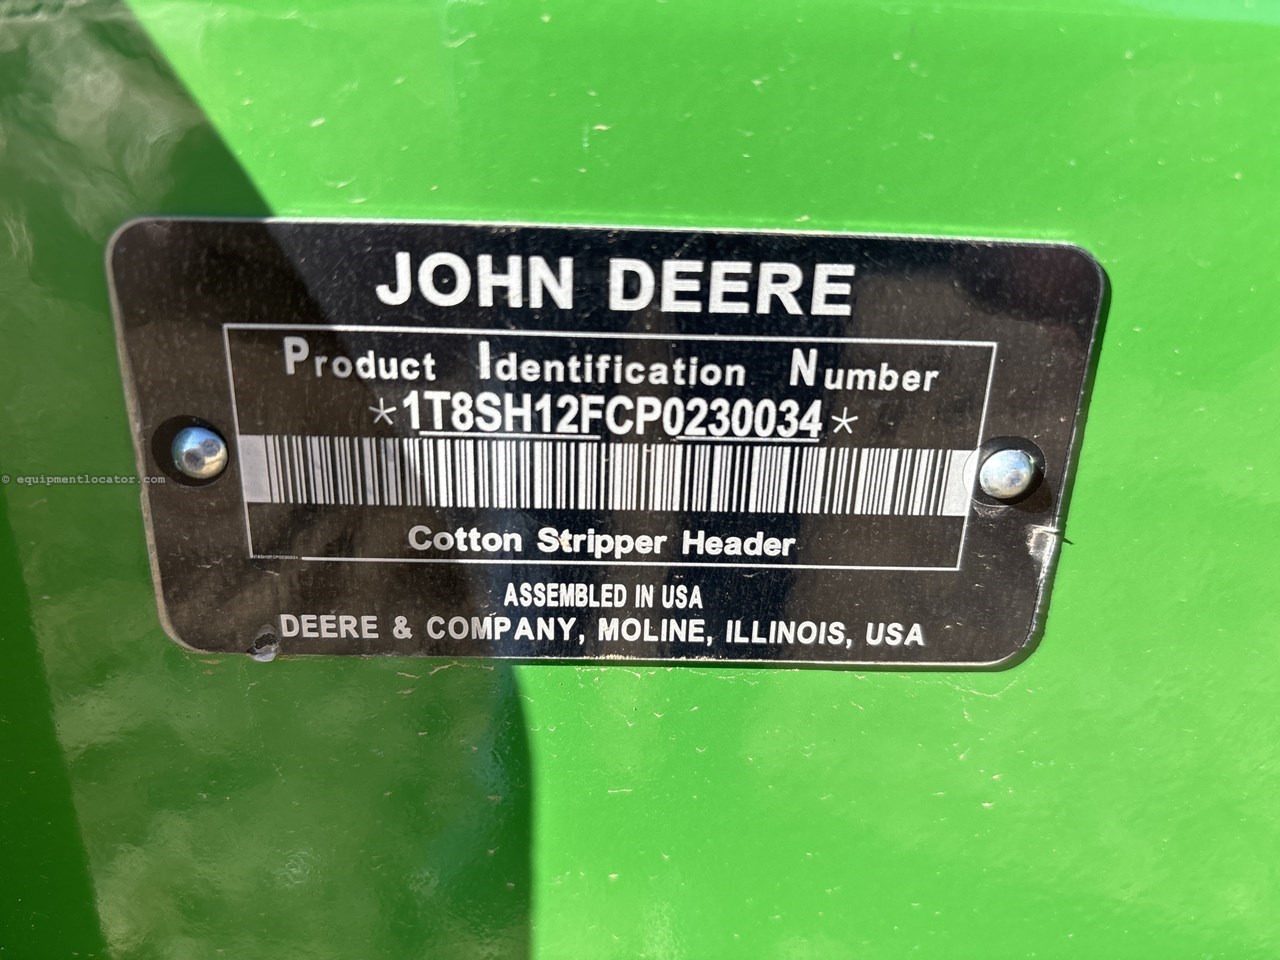 JOHN DEERE
Product Identification Number
*1T8SH12FCP0230034*
Cotton Stripper Header
1T8SH12FCP0230034
ASSEMBLED IN USA
DEERE & COMPANY, MOLINE, ILLINOIS, USA
© equipmentlocator.com